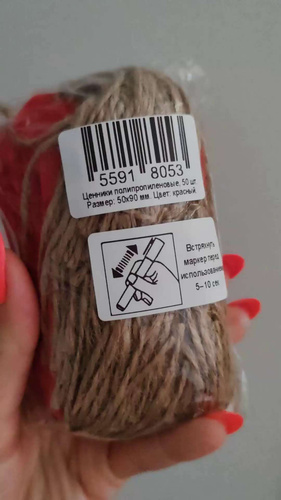 5591 8053
Ценники полипропиленовые, 50 шт.
Размер: 50х90 мм. Цвет: красный.
Встряхнуть
маркер перед
использованием
5–10 сек